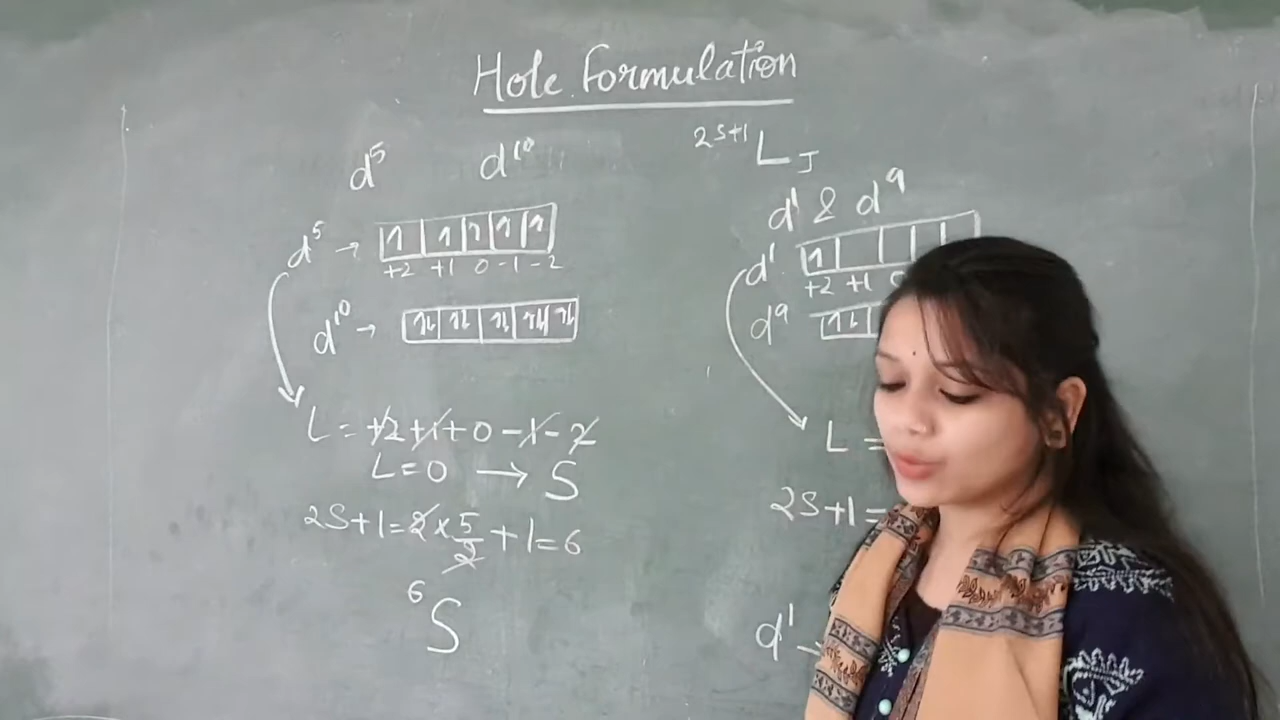 Hole Formulation
d⁵ d¹⁰
²ˢ⁺¹L_J
d¹ & d⁹
d⁵ → ↿ ↿ ↿ ↿ ↿
+2 +1 0 -1 -2
d¹⁰ → ↿⇂ ↿⇂ ↿⇂ ↿⇂ ↿⇂
L = +2 +1 + 0 - 1 - 2
L = 0 → S
2S+1 = 2 × 5/2 + 1 = 6
⁶S
d¹ ↿
+2 +1
d⁹ ↿⇂
L =
2S+1 =
d¹ →